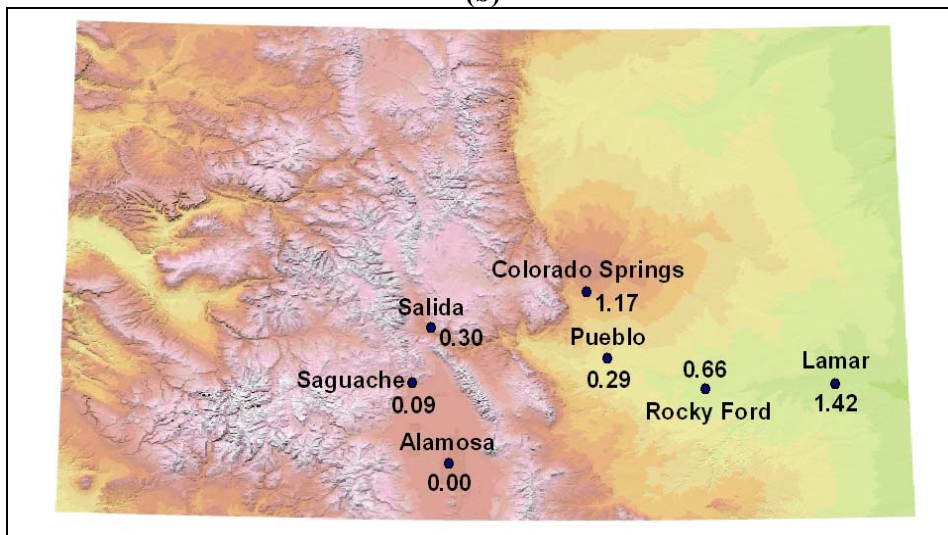 (b)
Colorado Springs
1.17
Salida
0.30
Pueblo
0.29
0.66
Rocky Ford
Lamar
1.42
Saguache
0.09
Alamosa
0.00